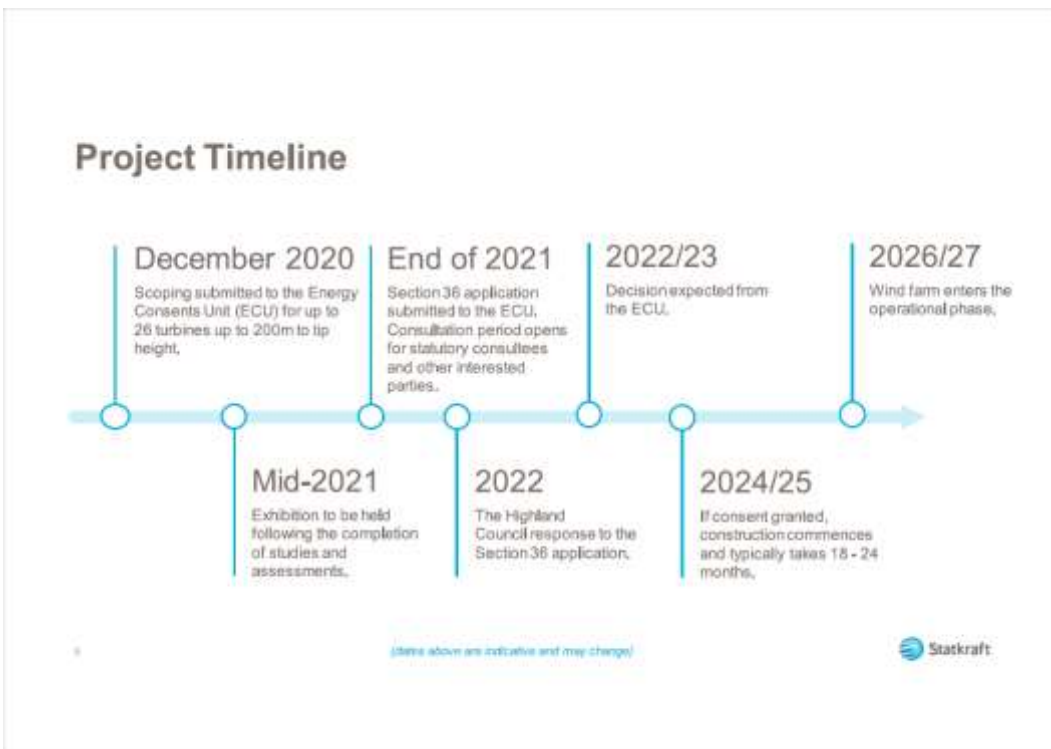 Project Timeline
December 2020
Scoping submitted to the Energy
Consents Unit (ECU) for up to
26 turbines up to 200m to tip
height.
End of 2021
Section 36 application
submitted to the ECU.
Consultation period opens
for statutory consultees
and other interested
parties.
2022/23
Decision expected from
the ECU.
2026/27
Wind farm enters the
operational phase.
Mid-2021
Exhibition to be held
following the completion
of studies and
assessments.
2022
The Highland
Council response to the
Section 36 application.
2024/25
If consent granted,
construction commences
and typically takes 18 - 24
months.
(dates above are indicative and may change)
Statkraft